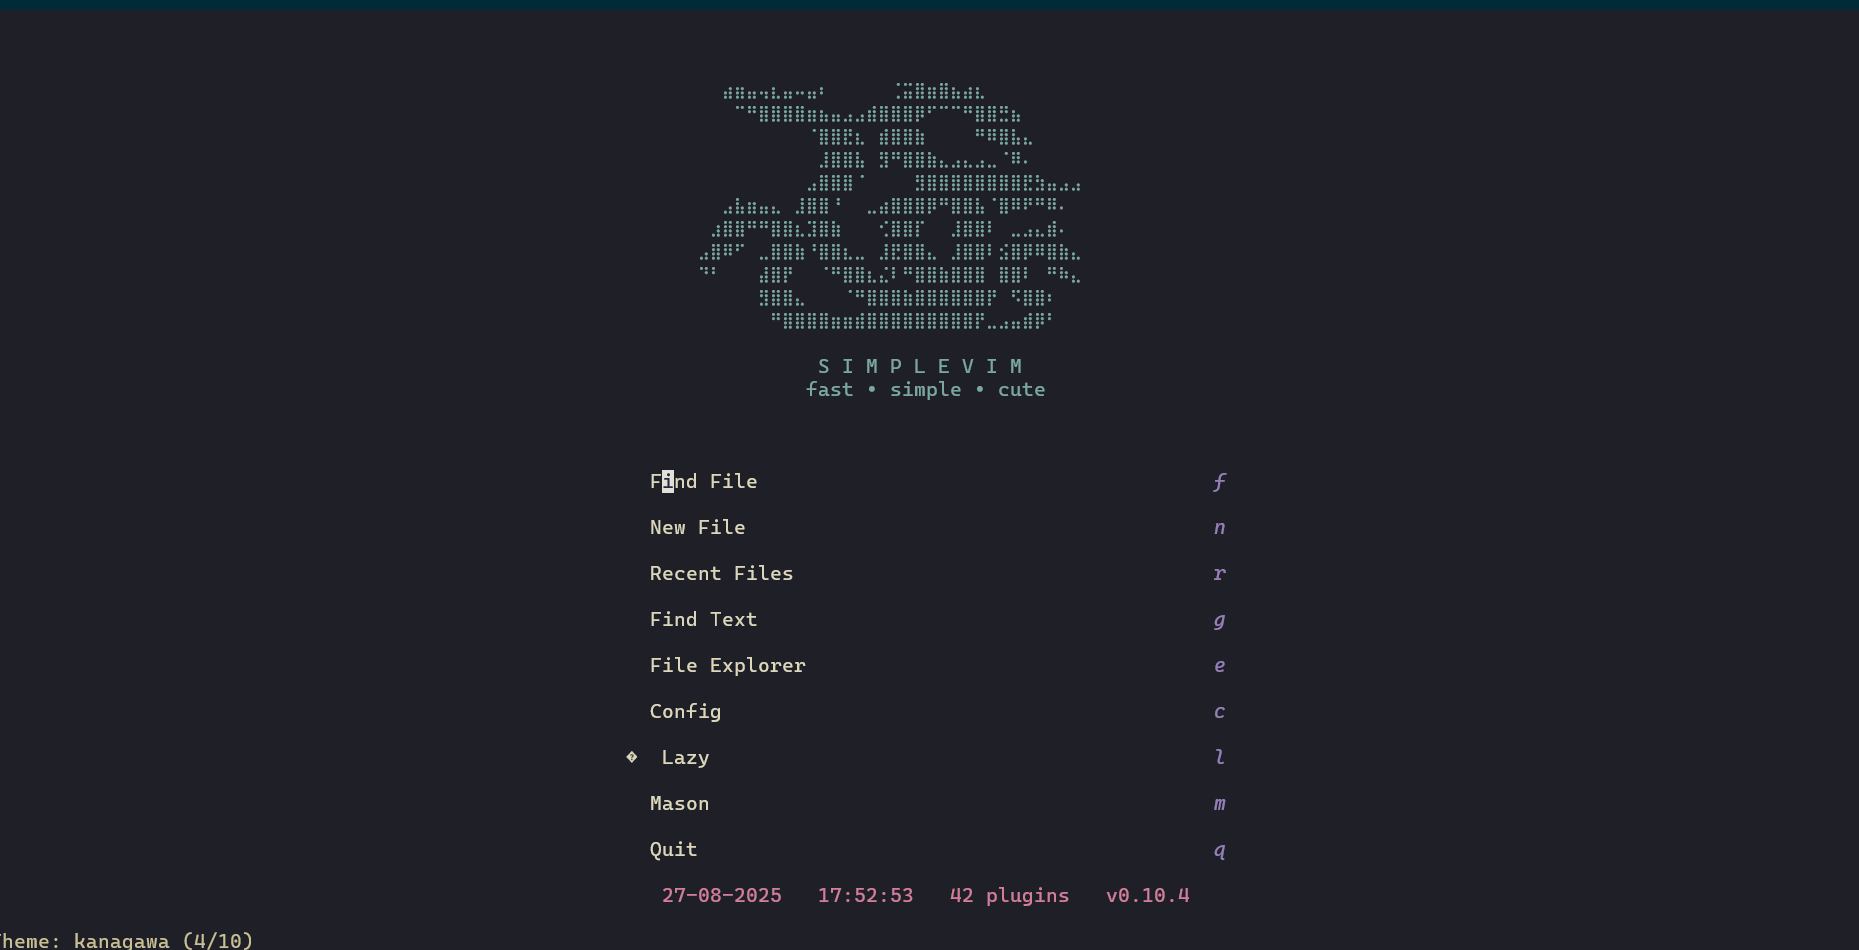 S I M P L E V I M
fast • simple • cute
Find File f
New File n
Recent Files r
Find Text g
File Explorer e
Config c
� Lazy l
Mason m
Quit q
27-08-2025 17:52:53 42 plugins v0.10.4
heme: kanagawa (4/10)